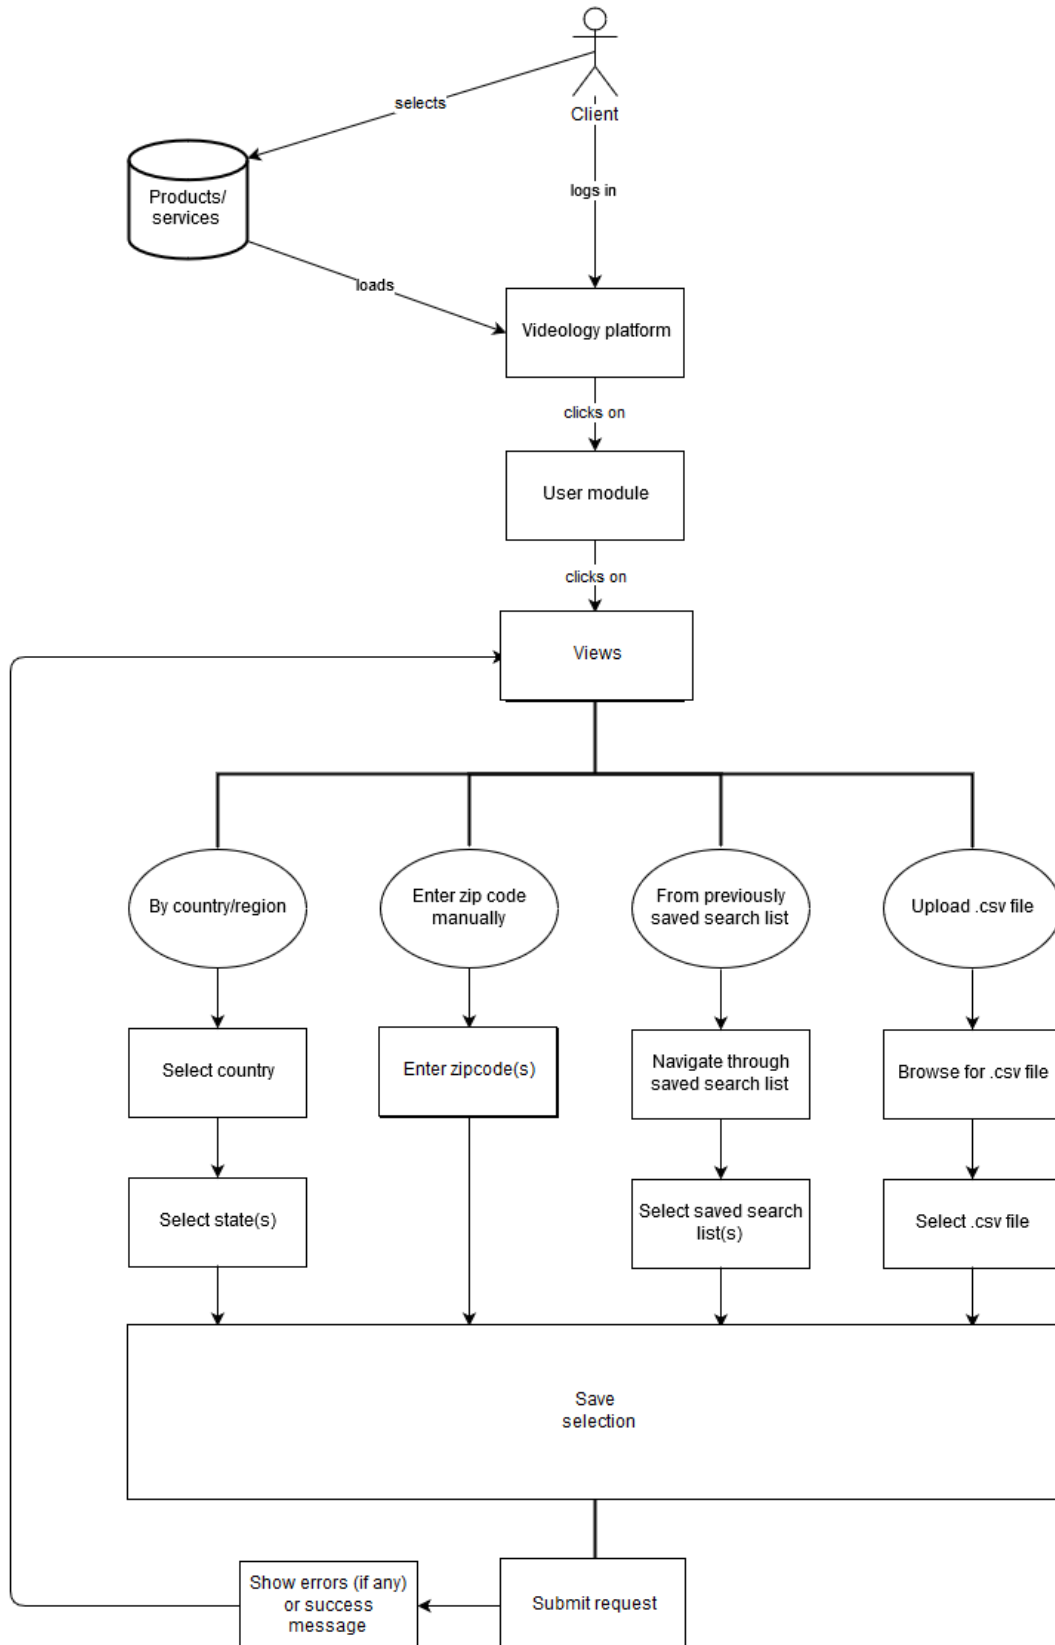 Client
selects
Products/
services
logs in
loads
Videology platform
clicks on
User module
clicks on
Views
By country/region
Enter zip code
manually
From previously
saved search list
Upload .csv file
Select country
Enter zipcode(s)
Navigate through
saved search list
Browse for .csv file
Select state(s)
Select saved search
list(s)
Select .csv file
Save
selection
Show errors (if any)
or success
message
Submit request